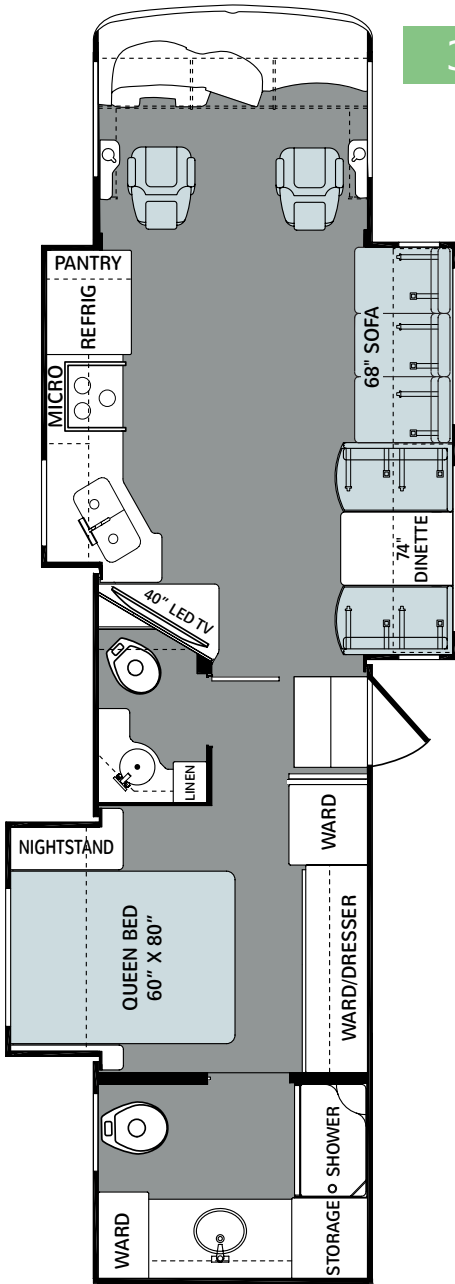 3
PANTRY
REFRIG
MICRO
68" SOFA
74"
DINETTE
40" LED TV
LINEN
NIGHTSTAND
WARD
QUEEN BED
60" X 80"
WARD/DRESSER
SHOWER
WARD
STORAGE